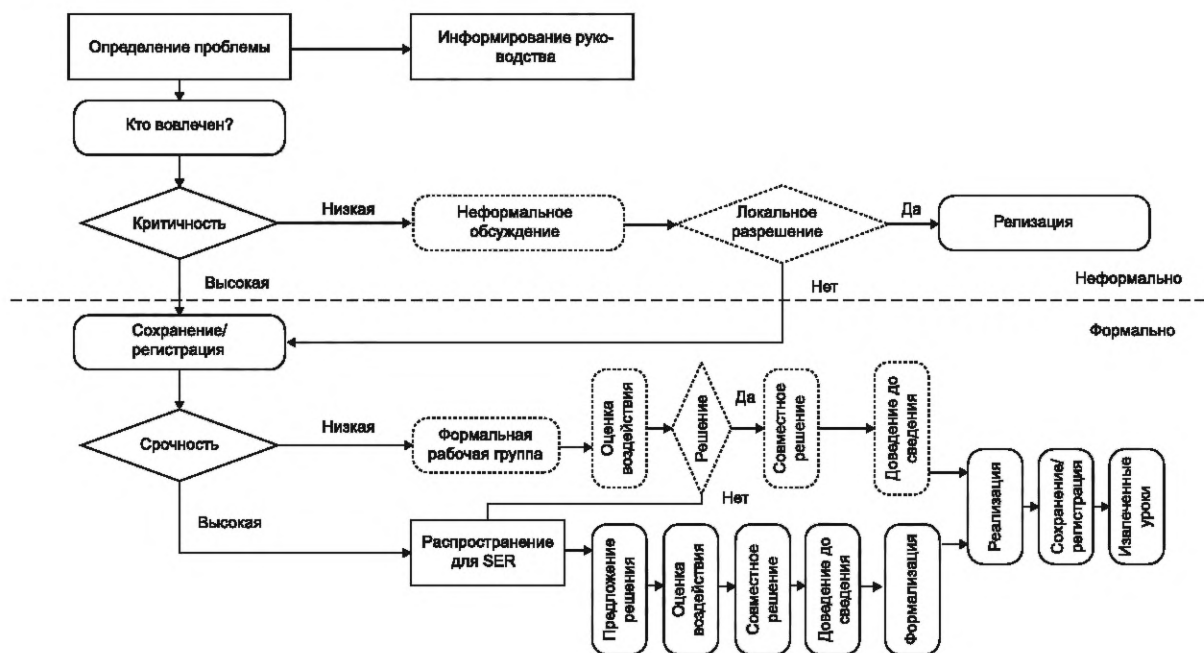 Определение проблемы
Информирование руко-
водства
Кто вовлечен?
Критичность
Низкая
Неформальное
обсуждение
Локальное
разрешение
Да
Релизация
Высокая
Нет
Неформально
Формально
Сохранение/
регистрация
Срочность
Низкая
Формальная
рабочая группа
Оценка
воздействия
Решение
Да
Совместное
решение
Доведение до
сведения
Нет
Высокая
Распространение
для SER
Предложение
решения
Оценка
воздействия
Совместное
решение
Доведение до
сведения
Формализация
Реализация
Сохранение/
регистрация
Извлеченные
уроки